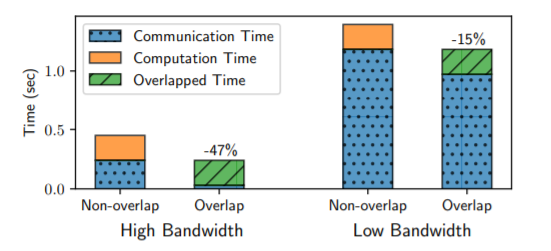 Communication Time
Computation Time
Overlapped Time
Time (sec)
1.0
0.5
0.0
-47%
-15%
Non-overlap
Overlap
Non-overlap
Overlap
High Bandwidth
Low Bandwidth